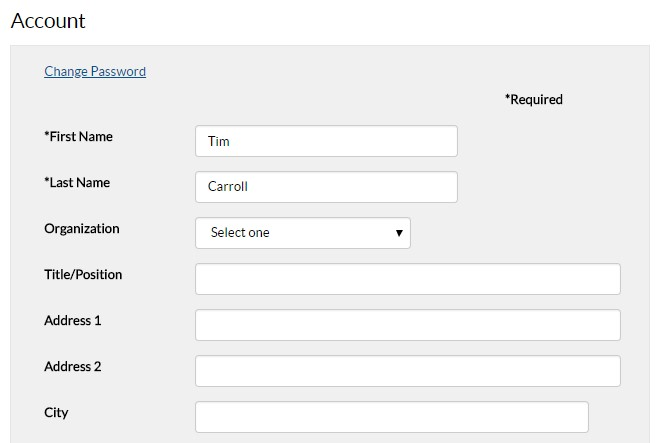 Account
Change Password
*Required
*First Name
Tim
*Last Name
Carroll
Organization
Select one
Title/Position
Address 1
Address 2
City